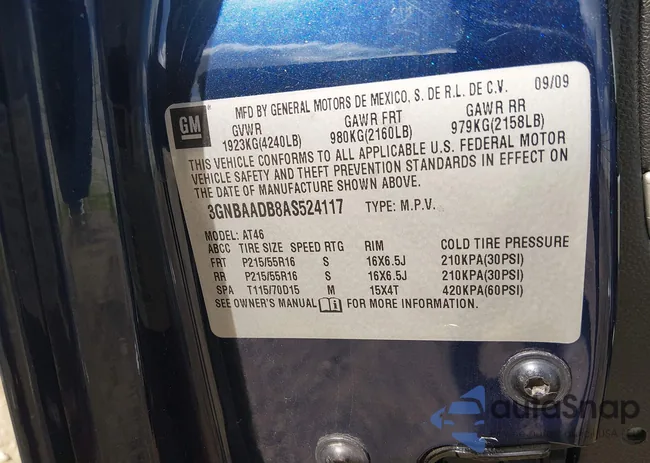 GM
MFD BY GENERAL MOTORS DE MEXICO, S. DE R.L. DE C.V. 09/09
GVWR GAWR FRT GAWR RR
1923KG(4240LB) 980KG(2160LB) 979KG(2158LB)
THIS VEHICLE CONFORMS TO ALL APPLICABLE U.S. FEDERAL MOTOR
VEHICLE SAFETY AND THEFT PREVENTION STANDARDS IN EFFECT ON
THE DATE OF MANUFACTURE SHOWN ABOVE.
3GNBAADB8AS524117 TYPE: M.P.V.
MODEL: AT46
ABCC TIRE SIZE SPEED RTG RIM COLD TIRE PRESSURE
FRT P215/55R16 S 16X6.5J 210KPA(30PSI)
RR P215/55R16 S 16X6.5J 210KPA(30PSI)
SPA T115/70D15 M 15X4T 420KPA(60PSI)
SEE OWNER'S MANUAL FOR MORE INFORMATION.
autoSnap